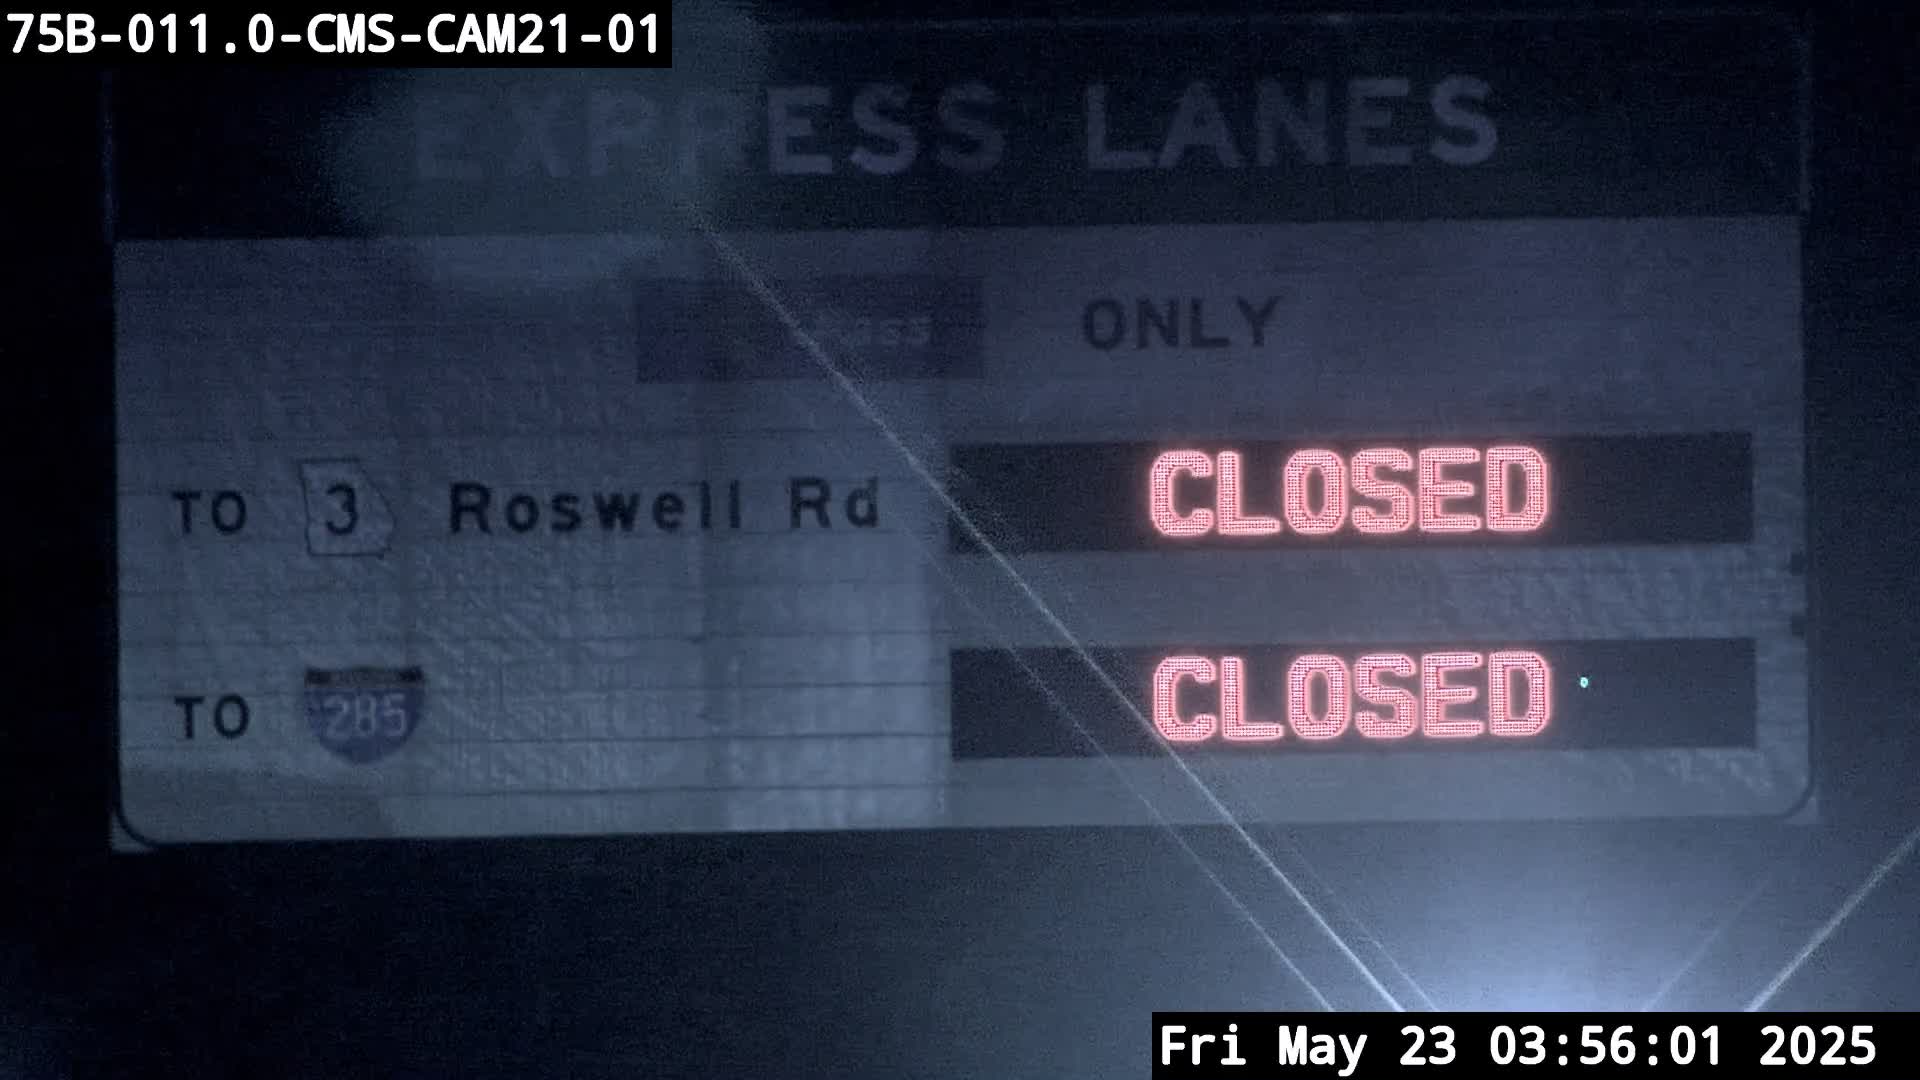 75B-011.0-CMS-CAM21-01
EXPRESS LANES
ONLY
TO 3 Roswell Rd CLOSED
TO 285 CLOSED
Fri May 23 03:56:01 2025